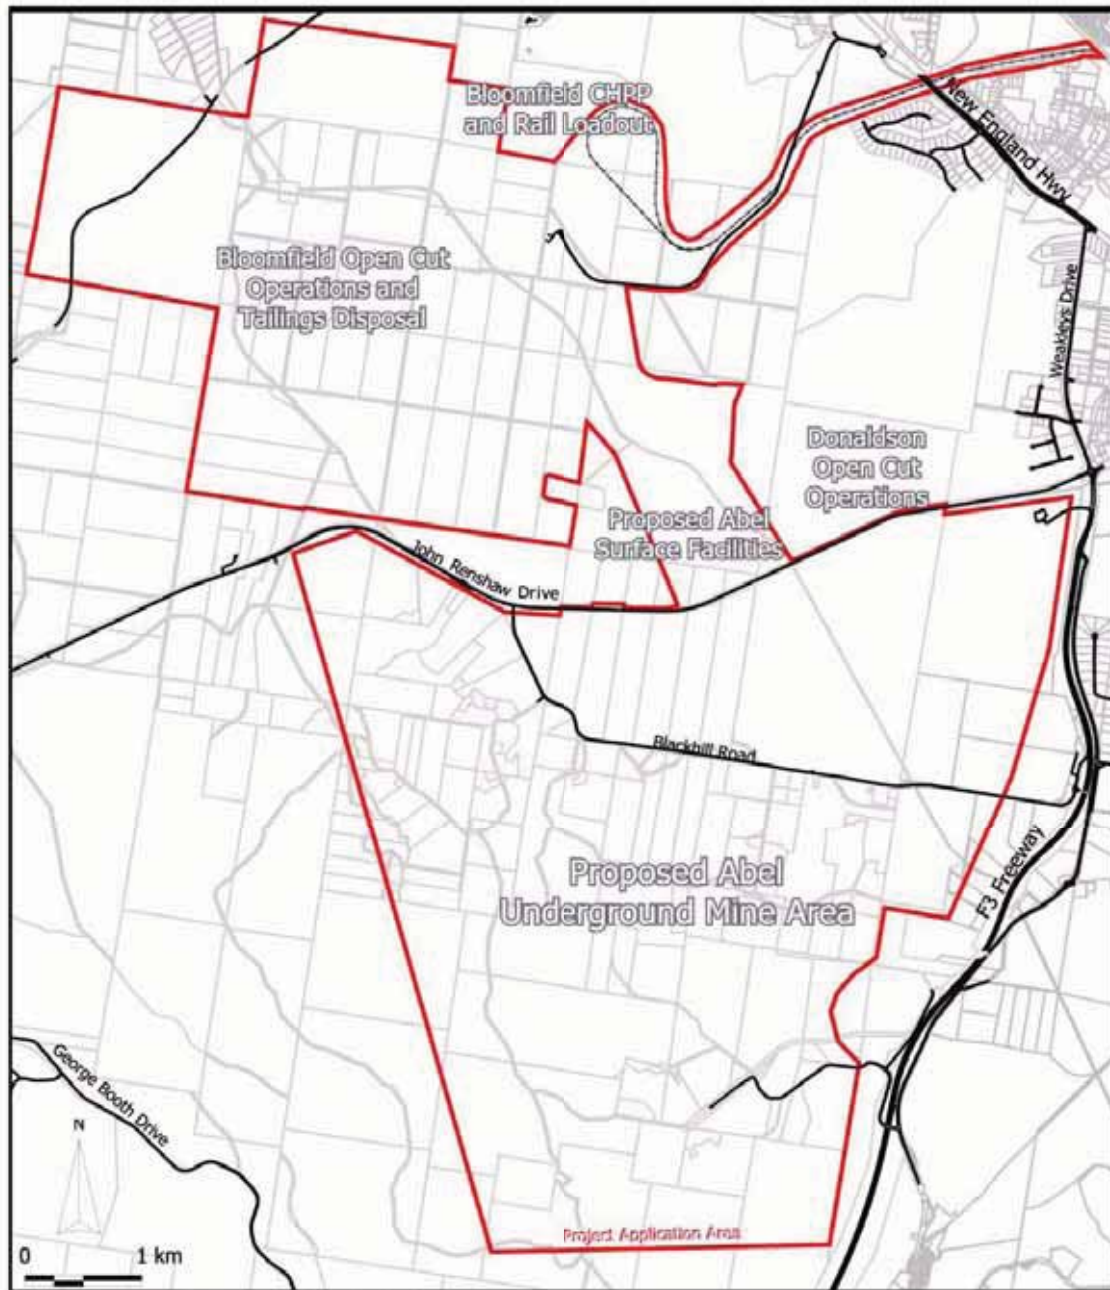 Bloomfield CHPP
and Rail Loadout
New England Hwy
Bloomfield Open Cut
Operations and
Tailings Disposal
Weakleys Drive
Donaldson
Open Cut
Operations
Proposed Abel
Surface Facilities
John Renshaw Drive
Blackhill Road
Proposed Abel
Underground Mine Area
F3 Freeway
George Booth Drive
N
Project Application Area
0 1 km